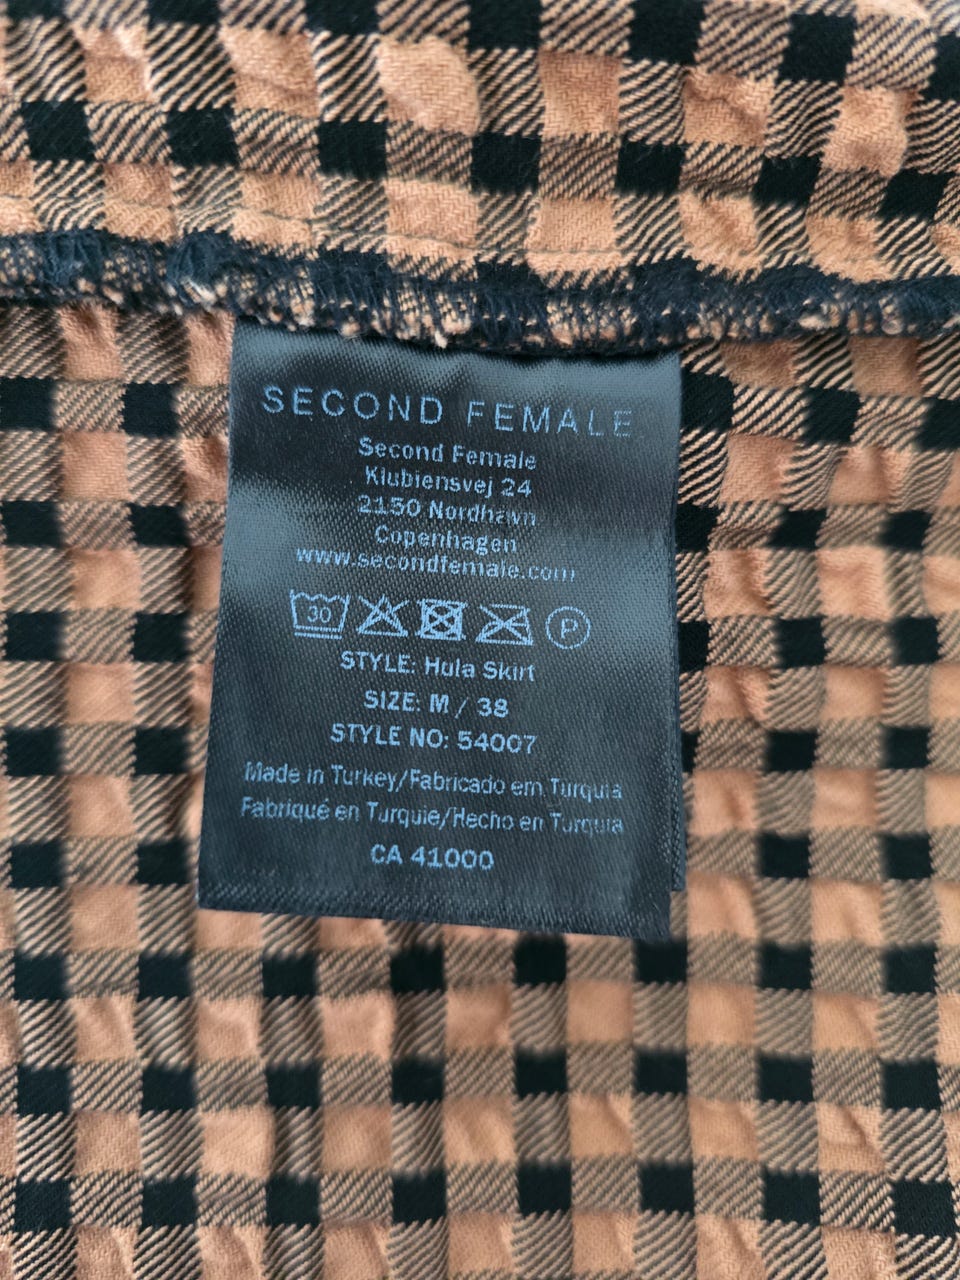 SECOND FEMALE
Second Female
Klubiensvej 24
2150 Nordhavn
Copenhagen
www.secondfemale.com
30 P
STYLE: Hula Skirt
SIZE: M / 38
STYLE NO: 54007
Made in Turkey/Fabricado em Turquia
Fabriqué en Turquie/Hecho en Turquia
CA 41000